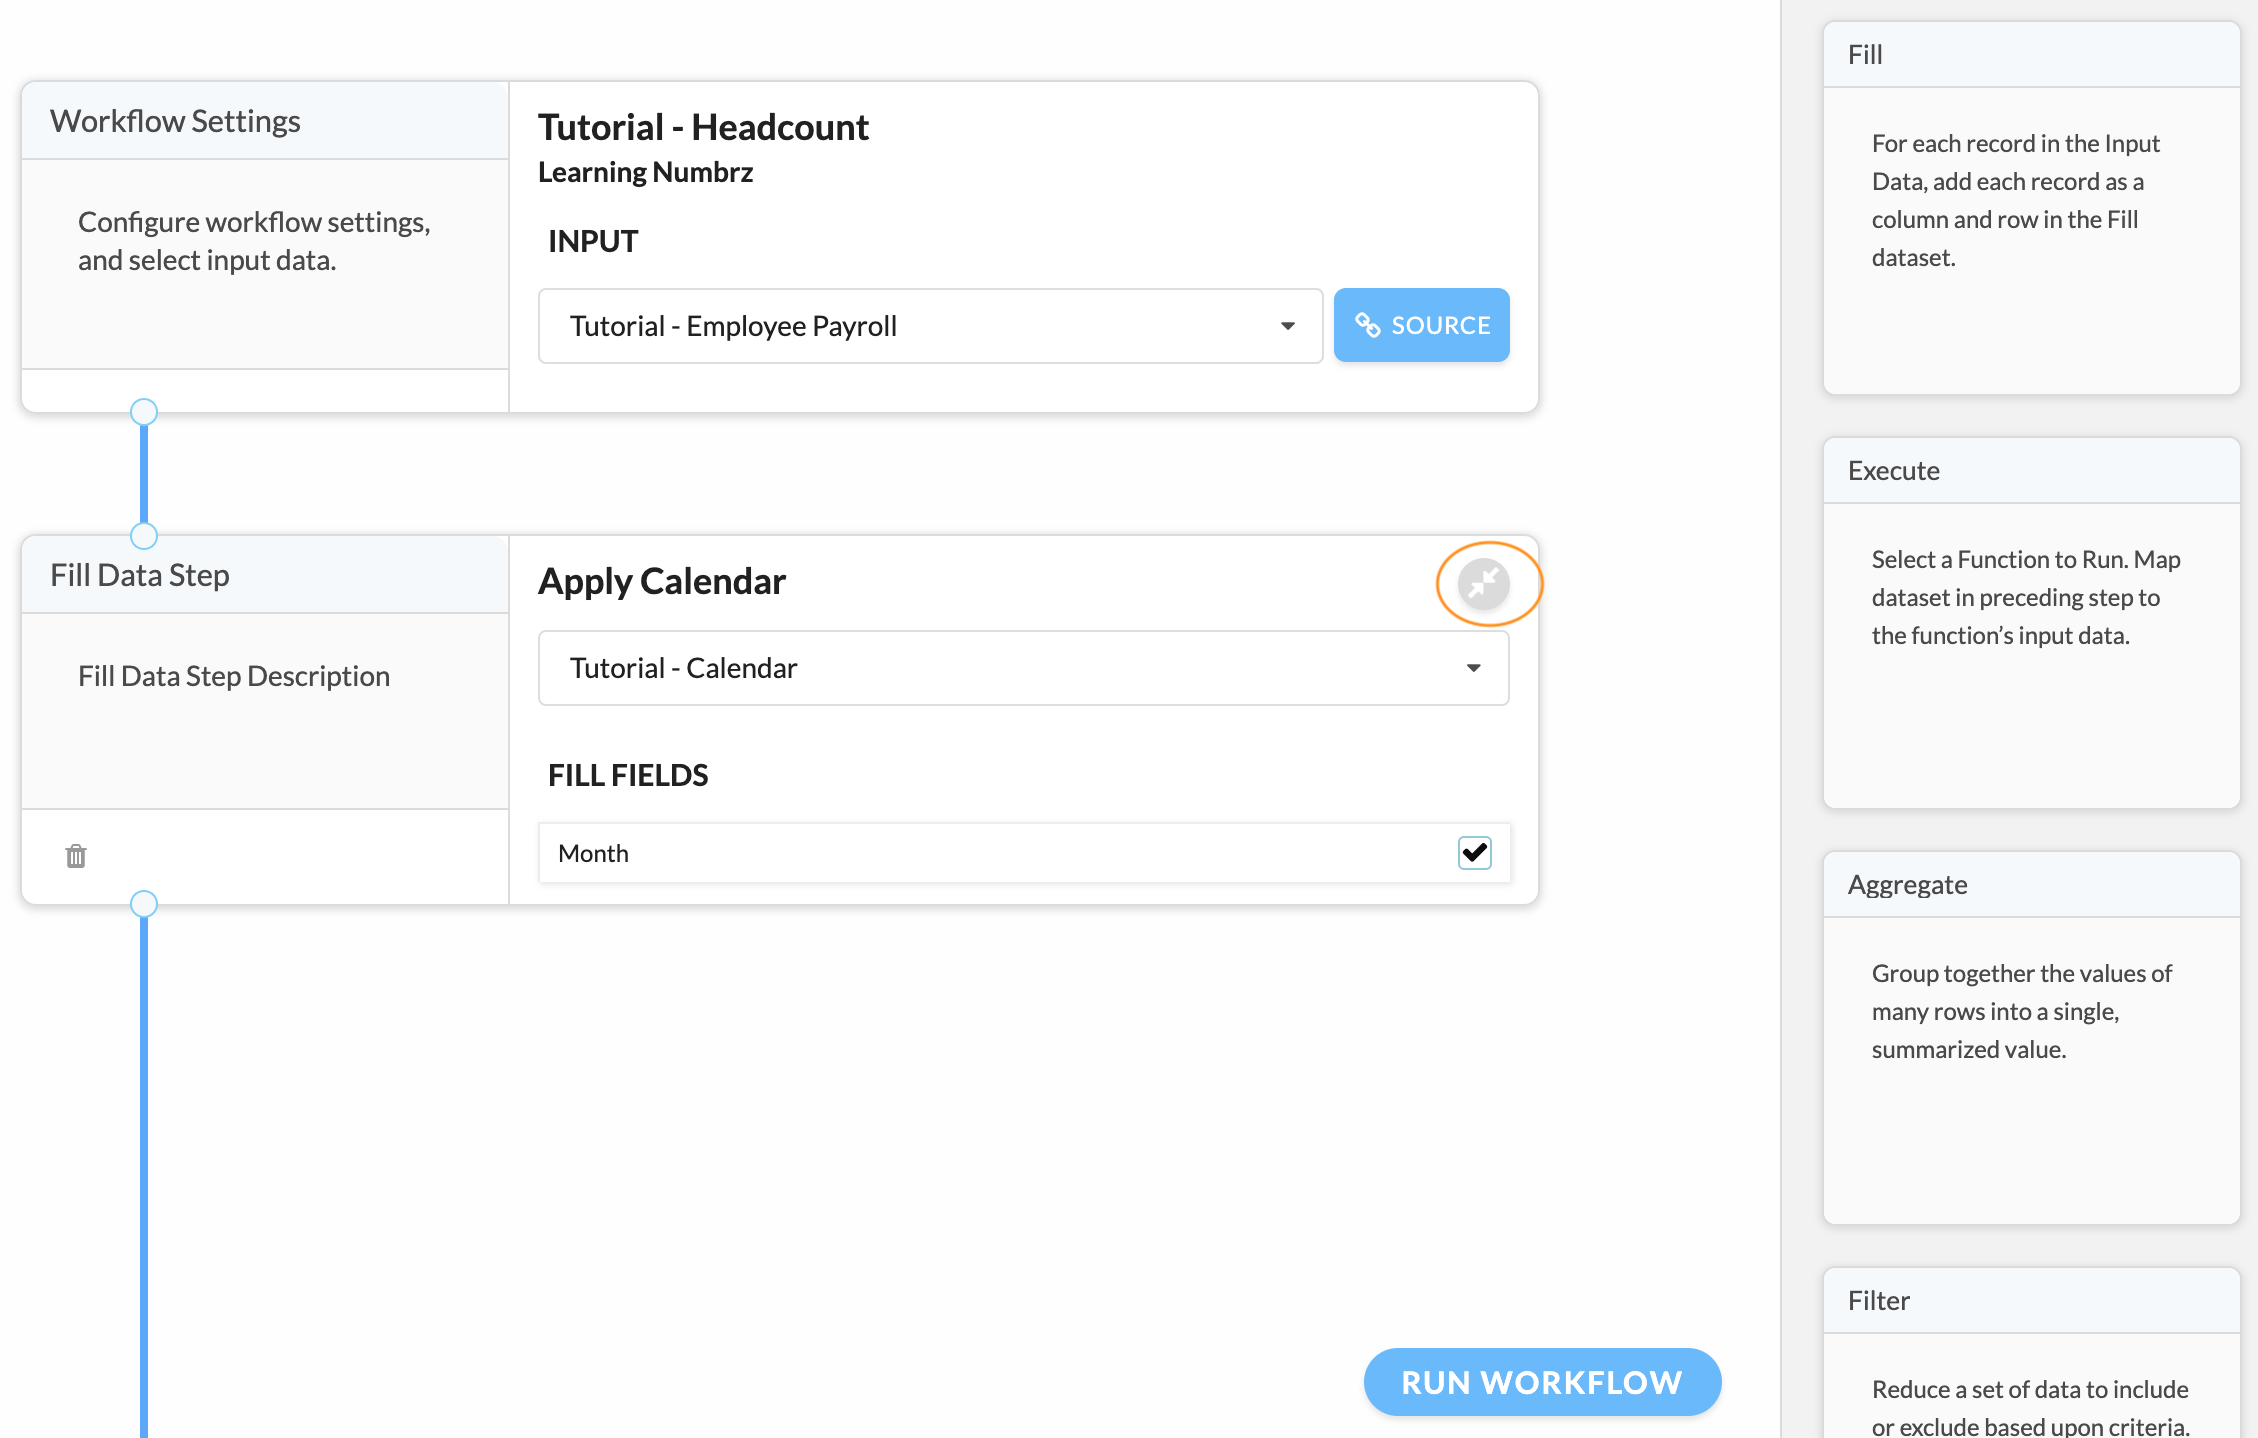 Workflow Settings
Configure workflow settings,
and select input data.
Tutorial - Headcount
Learning Numbrz
INPUT
Tutorial - Employee Payroll
SOURCE
Fill Data Step
Fill Data Step Description
Apply Calendar
Tutorial - Calendar
FILL FIELDS
Month
RUN WORKFLOW
Fill
For each record in the Input
Data, add each record as a
column and row in the Fill
dataset.
Execute
Select a Function to Run. Map
dataset in preceding step to
the function’s input data.
Aggregate
Group together the values of
many rows into a single,
summarized value.
Filter
Reduce a set of data to include
or exclude based upon criteria.